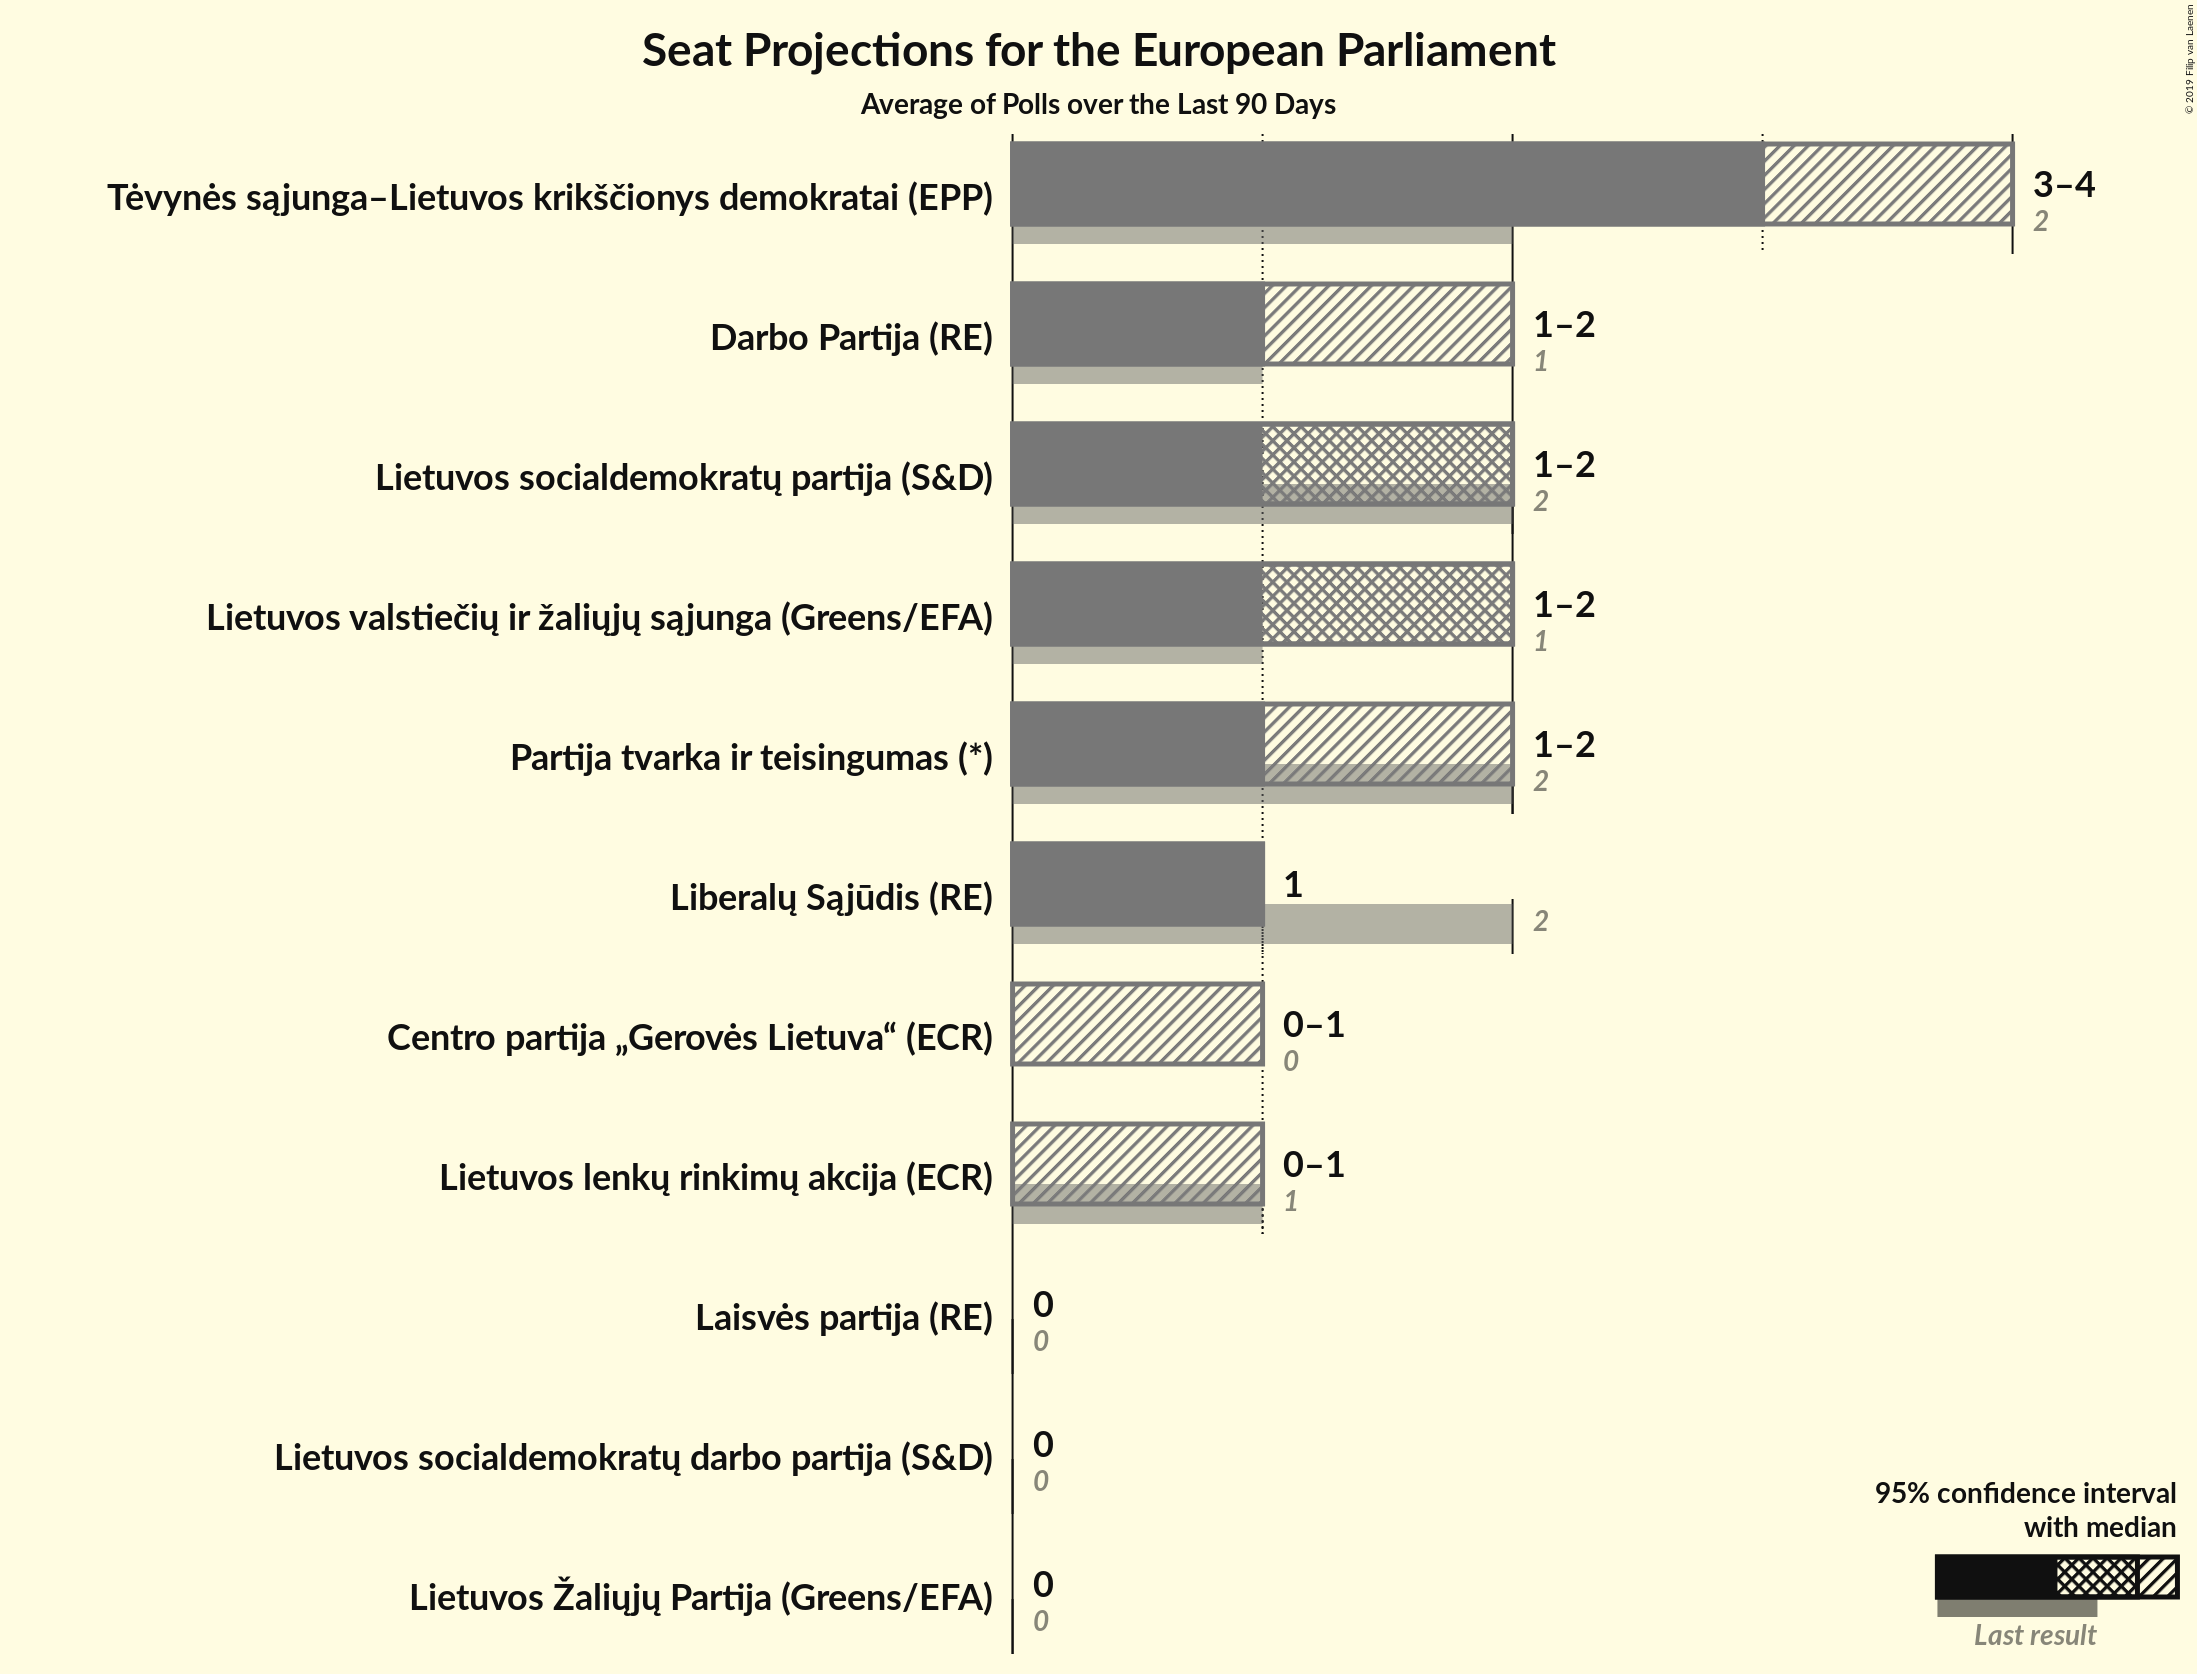 Seat Projections for the European Parliament
Average of Polls over the Last 90 Days
© 2019 Filip van Laenen
Tėvynės sąjunga–Lietuvos krikščionys demokratai (EPP)
3–4
2
Darbo Partija (RE)
1–2
1
Lietuvos socialdemokratų partija (S&D)
1–2
2
Lietuvos valstiečių ir žaliųjų sąjunga (Greens/EFA)
1–2
1
Partija tvarka ir teisingumas (*)
1–2
2
Liberalų Sąjūdis (RE)
1
2
Centro partija „Gerovės Lietuva“ (ECR)
0–1
0
Lietuvos lenkų rinkimų akcija (ECR)
0–1
1
Laisvės partija (RE)
0
0
Lietuvos socialdemokratų darbo partija (S&D)
0
0
Lietuvos Žaliųjų Partija (Greens/EFA)
0
0
95% confidence interval
with median
Last result